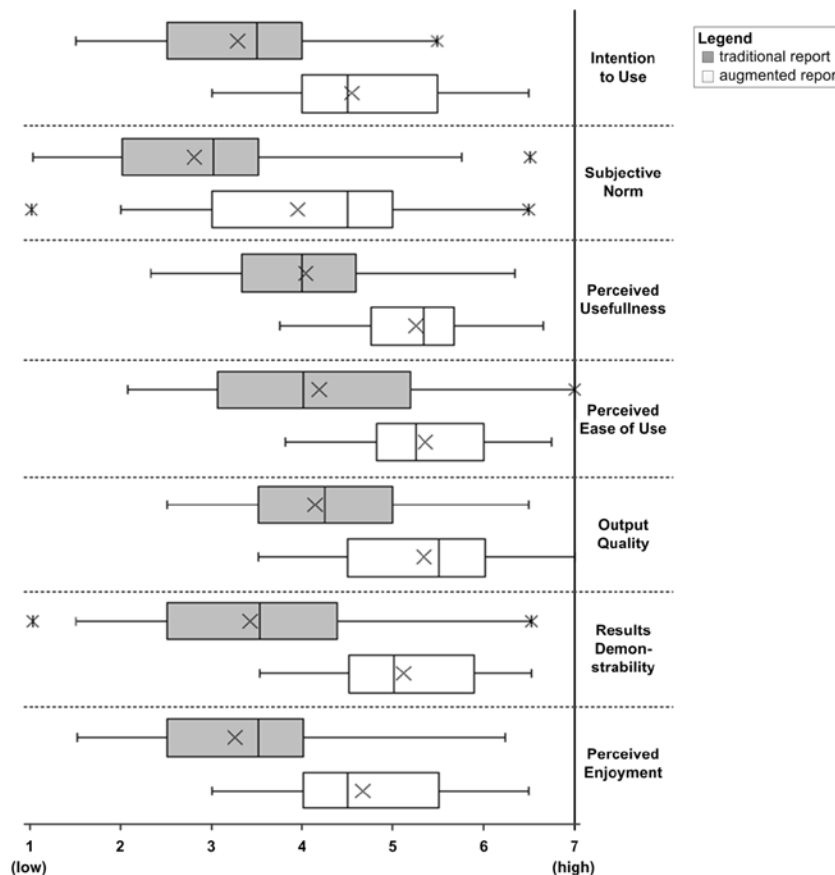 Legend
traditional report
augmented report
Intention
to Use
Subjective
Norm
Perceived
Usefullness
Perceived
Ease of Use
Output
Quality
Results
Demon-
strability
Perceived
Enjoyment
1 2 3 4 5 6 7
(low) (high)